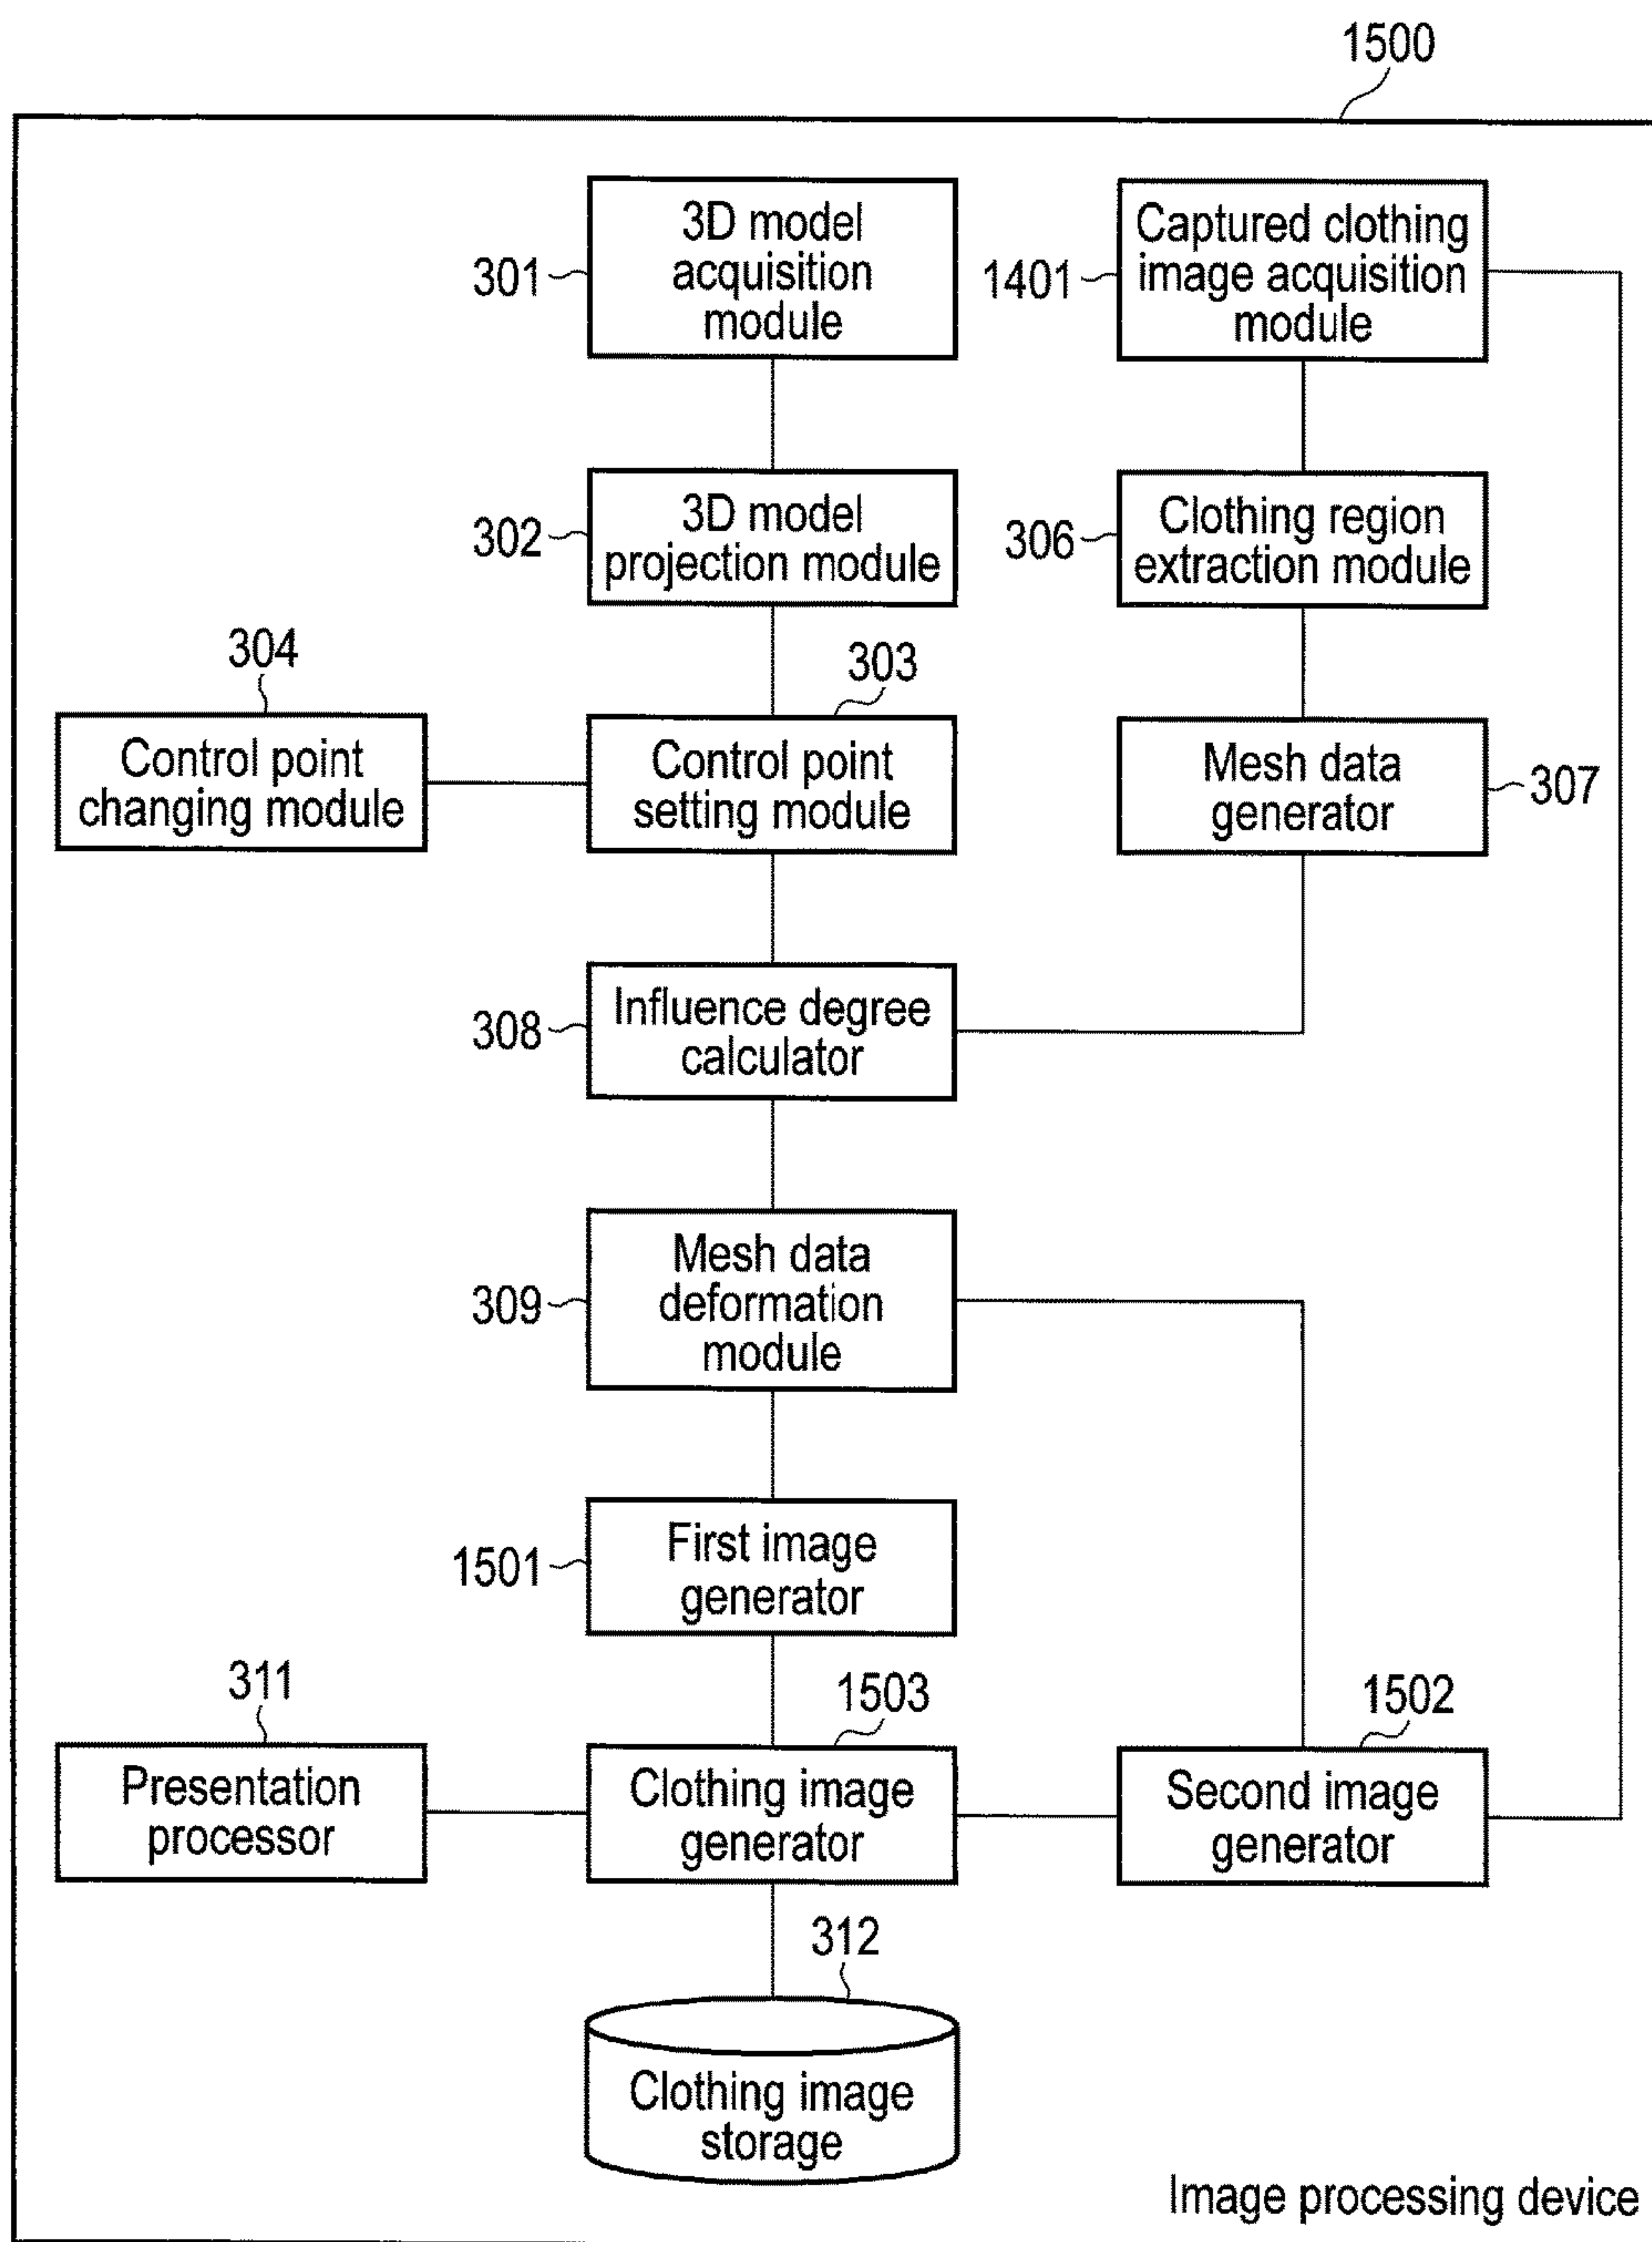 1500
3D model
acquisition
module
301
Captured clothing
image acquisition
module
1401
3D model
projection module
302
Clothing region
extraction module
306
304
Control point
changing module
303
Control point
setting module
Mesh data
generator
307
308
Influence degree
calculator
309
Mesh data
deformation
module
1501
First image
generator
311
Presentation
processor
1503
Clothing image
generator
1502
Second image
generator
312
Clothing image
storage
Image processing device